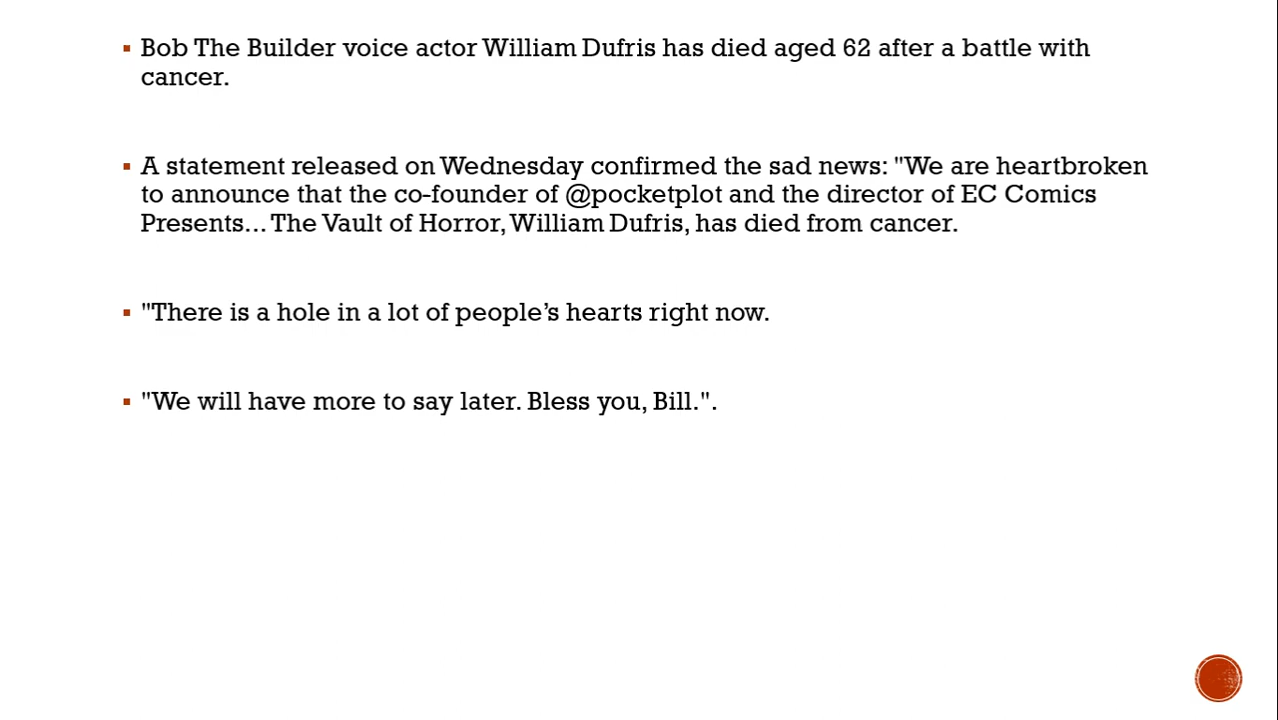 ▪ Bob The Builder voice actor William Dufris has died aged 62 after a battle with
cancer.
▪ A statement released on Wednesday confirmed the sad news: "We are heartbroken
to announce that the co-founder of @pocketplot and the director of EC Comics
Presents... The Vault of Horror, William Dufris, has died from cancer.
▪ "There is a hole in a lot of people’s hearts right now.
▪ "We will have more to say later. Bless you, Bill.".